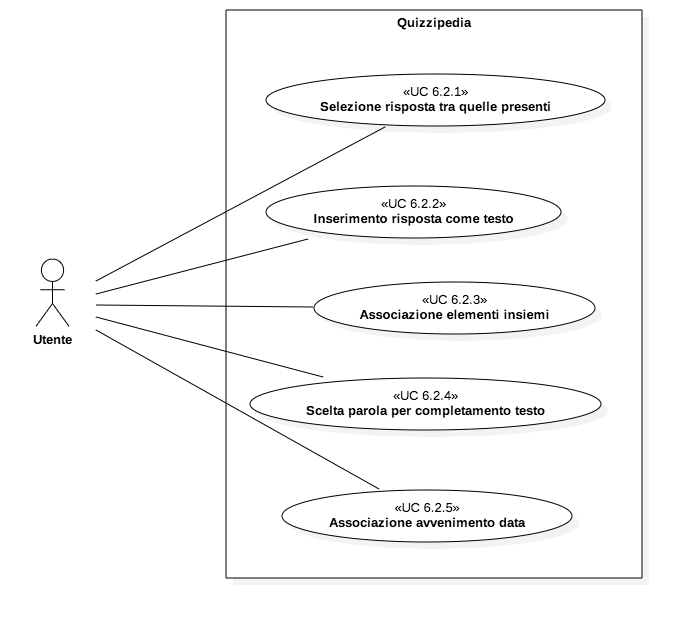 Quizzipedia
«UC 6.2.1»
Selezione risposta tra quelle presenti
«UC 6.2.2»
Inserimento risposta come testo
«UC 6.2.3»
Associazione elementi insiemi
Utente
«UC 6.2.4»
Scelta parola per completamento testo
«UC 6.2.5»
Associazione avvenimento data